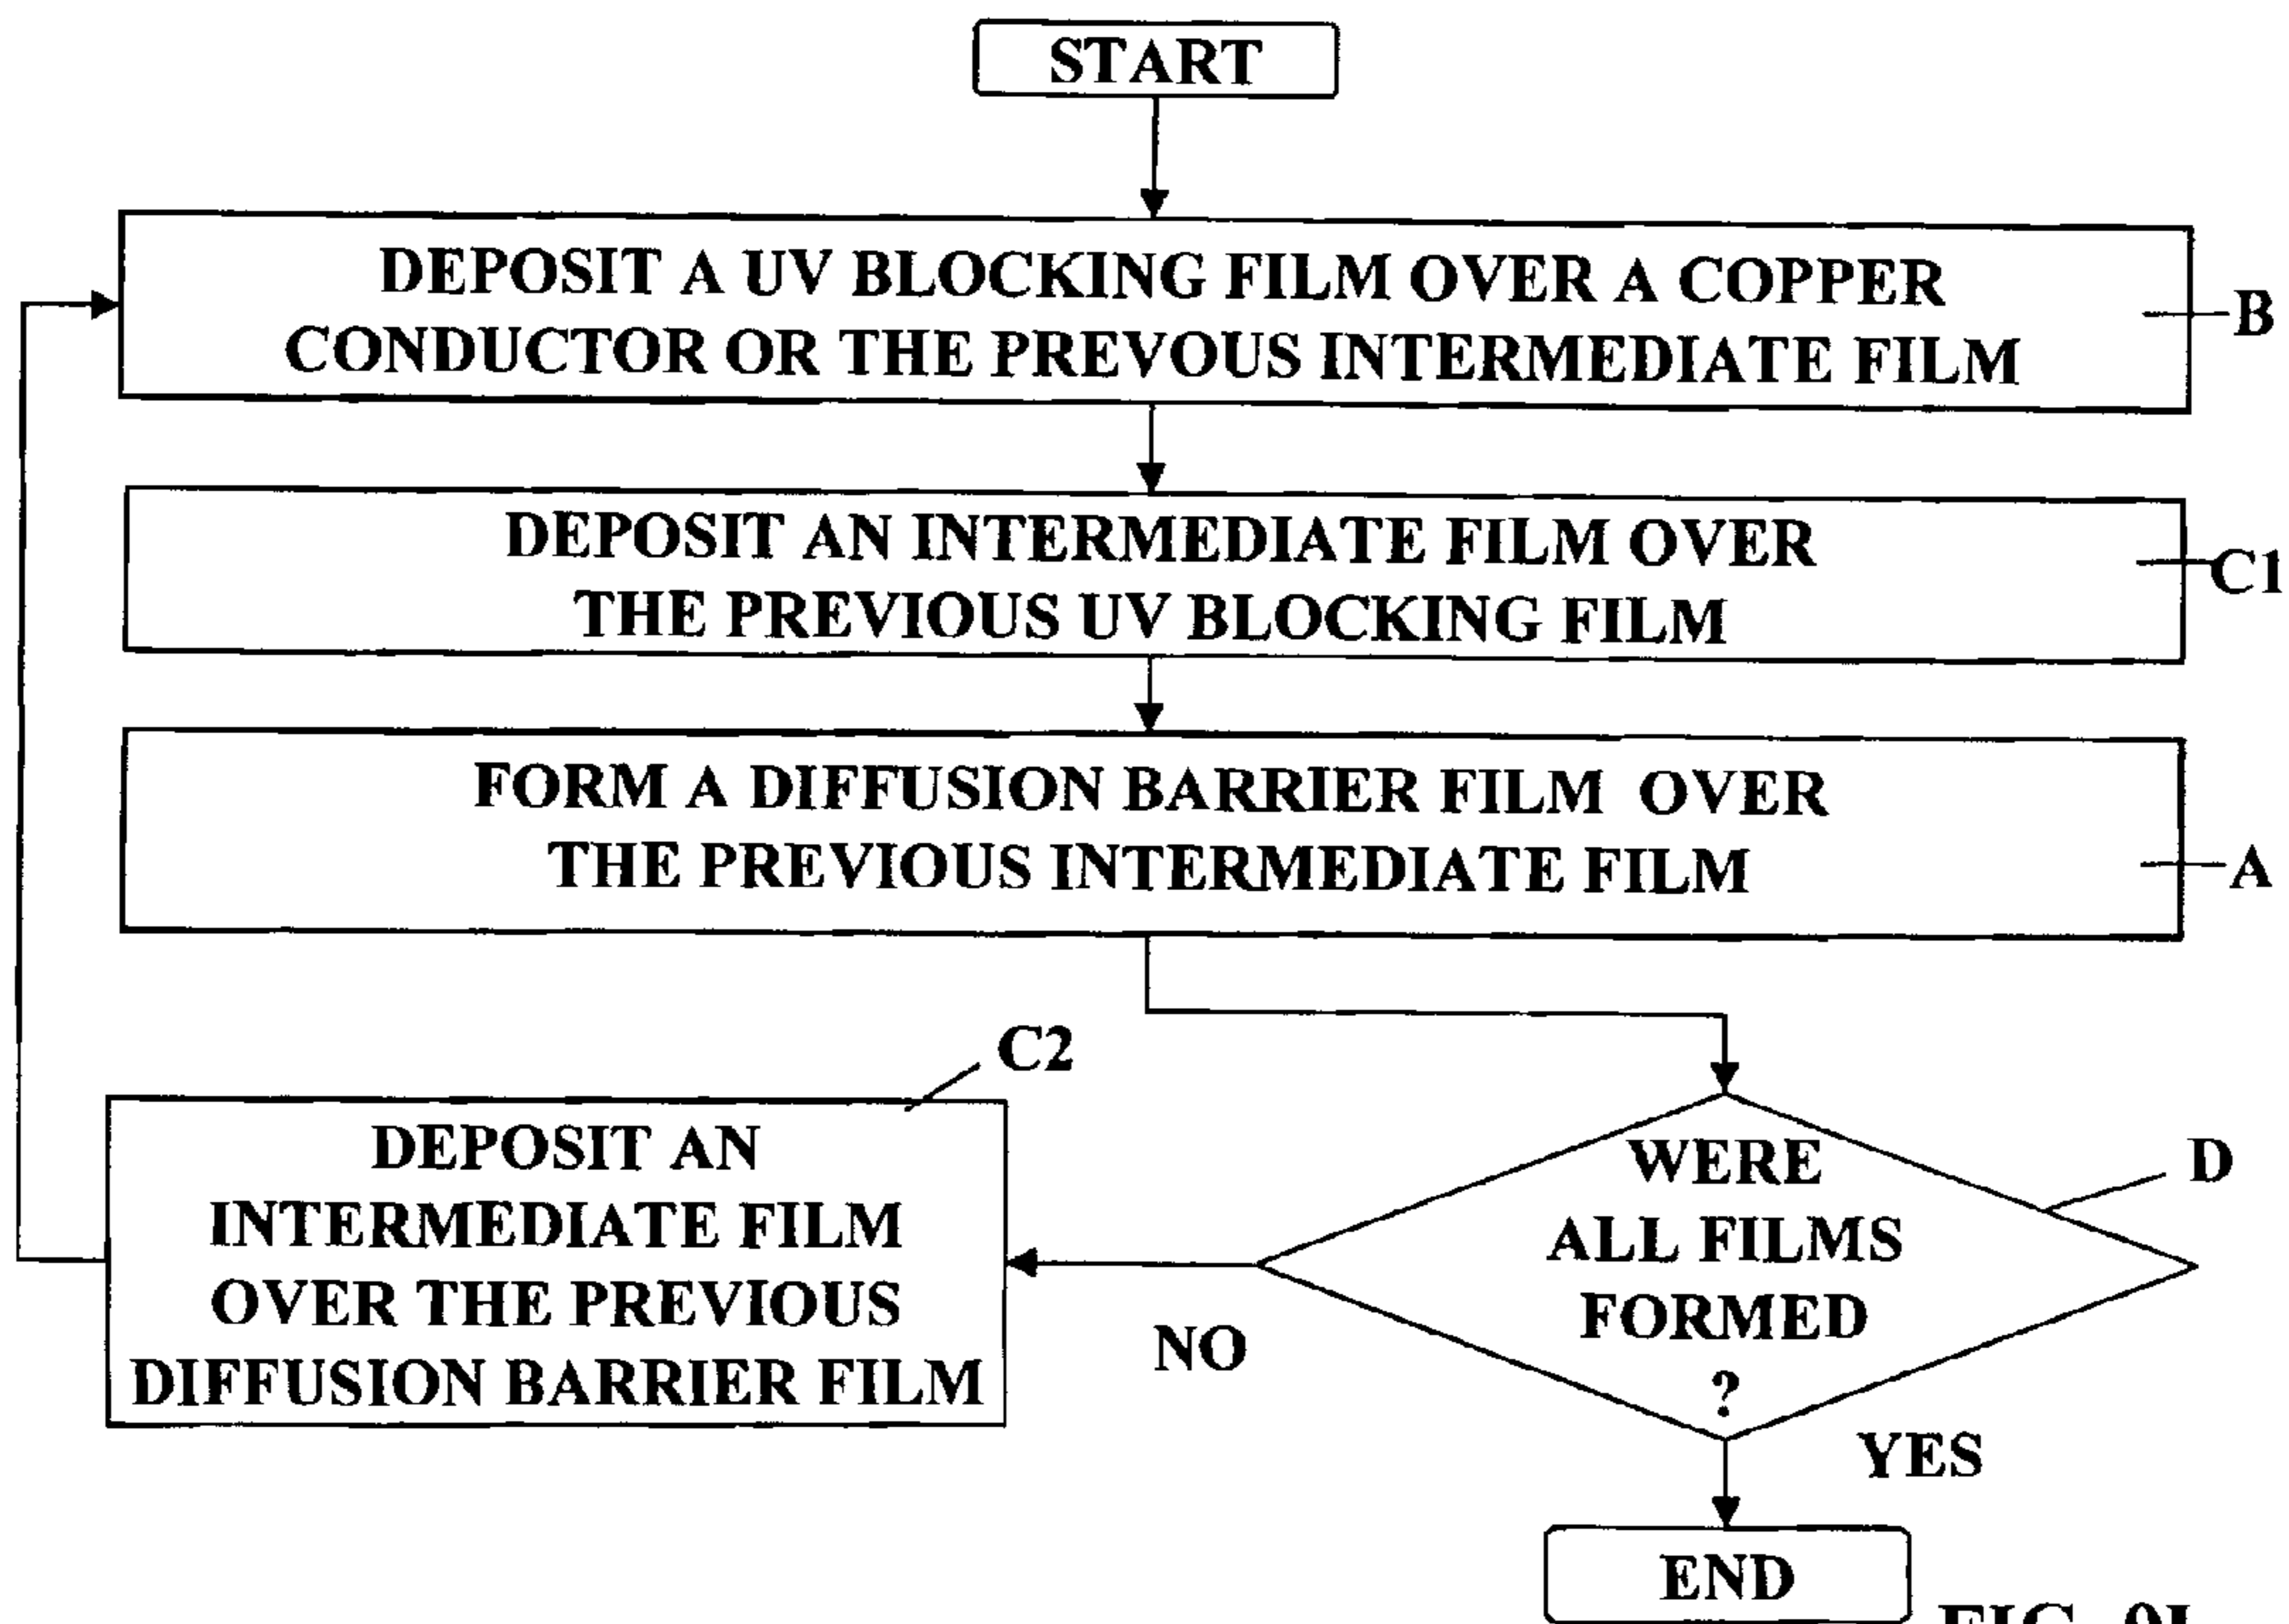 START
DEPOSIT A UV BLOCKING FILM OVER A COPPER
CONDUCTOR OR THE PREVOUS INTERMEDIATE FILM
B
DEPOSIT AN INTERMEDIATE FILM OVER
THE PREVIOUS UV BLOCKING FILM
C1
FORM A DIFFUSION BARRIER FILM OVER
THE PREVIOUS INTERMEDIATE FILM
A
C2
DEPOSIT AN
INTERMEDIATE FILM
OVER THE PREVIOUS
DIFFUSION BARRIER FILM
WERE
ALL FILMS
FORMED
?
D
NO
YES
END